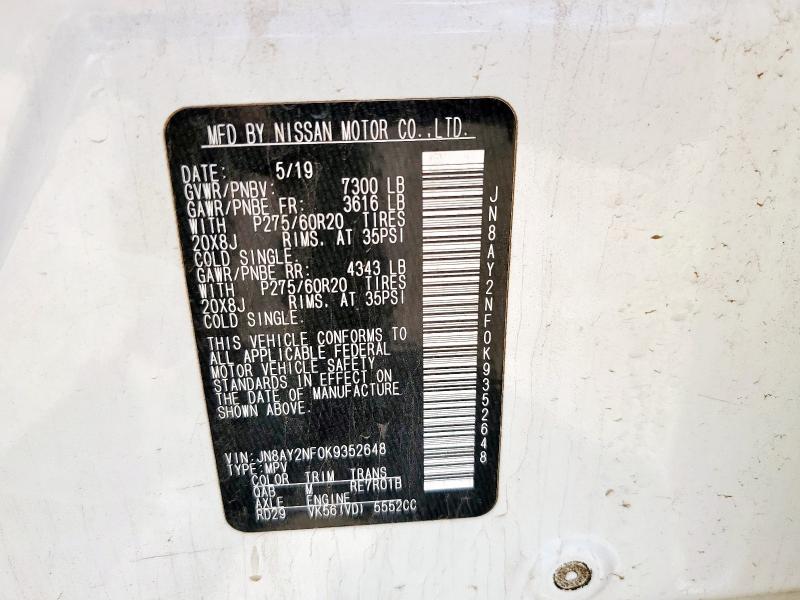 MFD BY NISSAN MOTOR CO.,LTD.
DATE: 5/19
GVWR/PNBV: 7300 LB
GAWR/PNBE FR: 3616 LB
WITH P275/60R20 TIRES
20X8J RIMS. AT 35PSI
COLD SINGLE.
GAWR/PNBE RR: 4343 LB
WITH P275/60R20 TIRES
20X8J RIMS. AT 35PSI
COLD SINGLE.
THIS VEHICLE CONFORMS TO
ALL APPLICABLE FEDERAL
MOTOR VEHICLE SAFETY
STANDARDS IN EFFECT ON
THE DATE OF MANUFACTURE
SHOWN ABOVE.
VIN:JN8AY2NF0K9352648
TYPE:MPV
COLOR TRIM TRANS
QAB M RE7R01B
AXLE ENGINE
RD29 VK56(VD) 5552CC
JN8AY2NF0K9352648